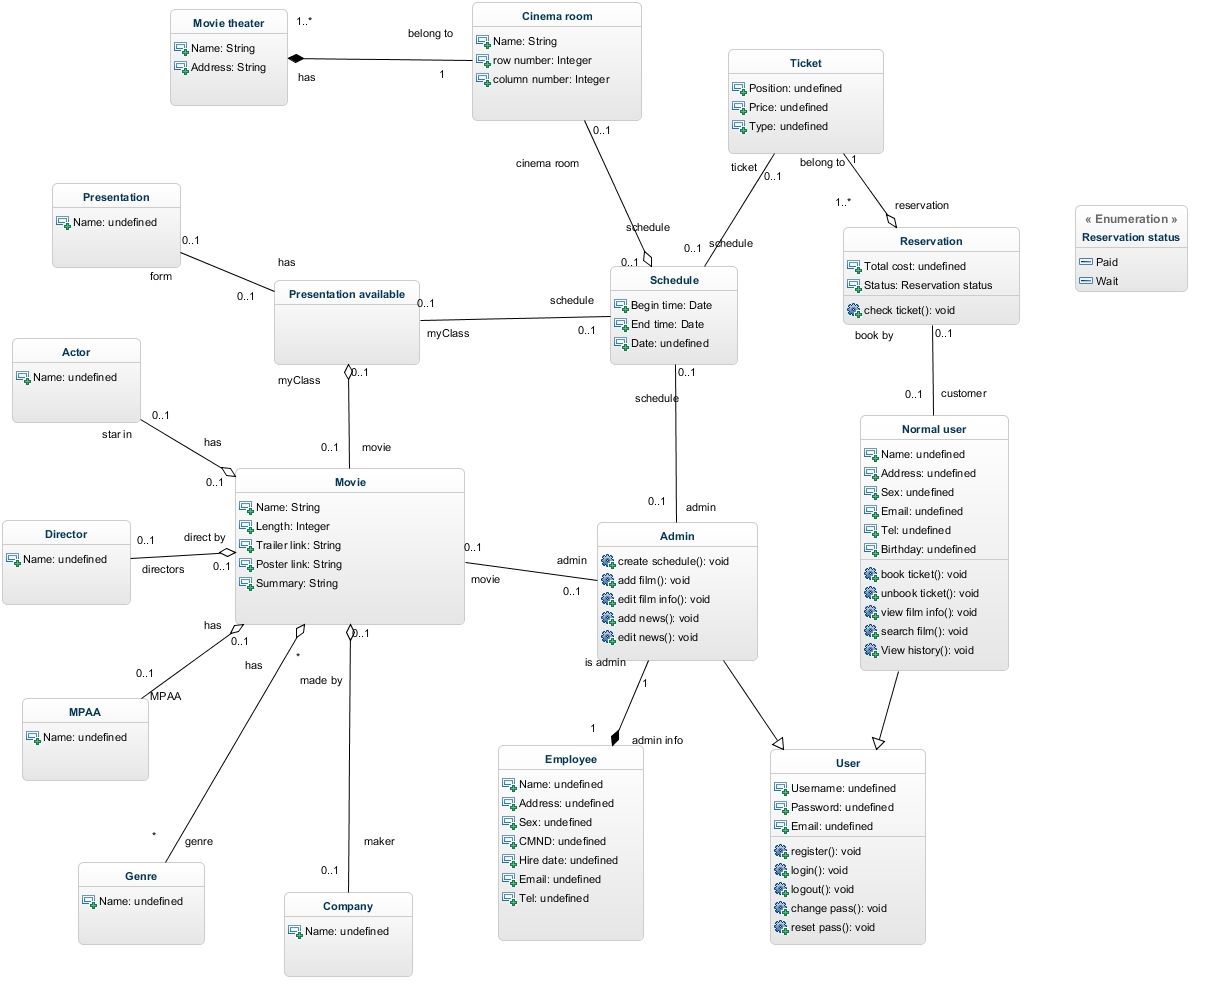 Movie theater
Name: String
Address: String
1..*
has
belong to
1
Cinema room
Name: String
row number: Integer
column number: Integer
0..1
cinema room
schedule
0..1
Ticket
Position: undefined
Price: undefined
Type: undefined
ticket
0..1
0..1
schedule
belong to
1
1..*
reservation
« Enumeration »
Reservation status
Paid
Wait
Reservation
Total cost: undefined
Status: Reservation status
check ticket(): void
book by
0..1
0..1
customer
Presentation
Name: undefined
0..1
form
has
0..1
Presentation available
0..1
myClass
schedule
0..1
Schedule
Begin time: Date
End time: Date
Date: undefined
0..1
schedule
0..1
admin
myClass
0..1
0..1
movie
Actor
Name: undefined
0..1
star in
has
0..1
Normal user
Name: undefined
Address: undefined
Sex: undefined
Email: undefined
Tel: undefined
Birthday: undefined
book ticket(): void
unbook ticket(): void
view film info(): void
search film(): void
View history(): void
Movie
Name: String
Length: Integer
Trailer link: String
Poster link: String
Summary: String
Director
Name: undefined
0..1
directors
direct by
0..1
0..1
movie
admin
0..1
Admin
create schedule(): void
add film(): void
edit film info(): void
add news(): void
edit news(): void
is admin
1
1
admin info
has
0..1
0..1
MPAA
has
*
made by
0..1
MPAA
Name: undefined
*
genre
maker
0..1
Genre
Name: undefined
Company
Name: undefined
Employee
Name: undefined
Address: undefined
Sex: undefined
CMND: undefined
Hire date: undefined
Email: undefined
Tel: undefined
User
Username: undefined
Password: undefined
Email: undefined
register(): void
login(): void
logout(): void
change pass(): void
reset pass(): void